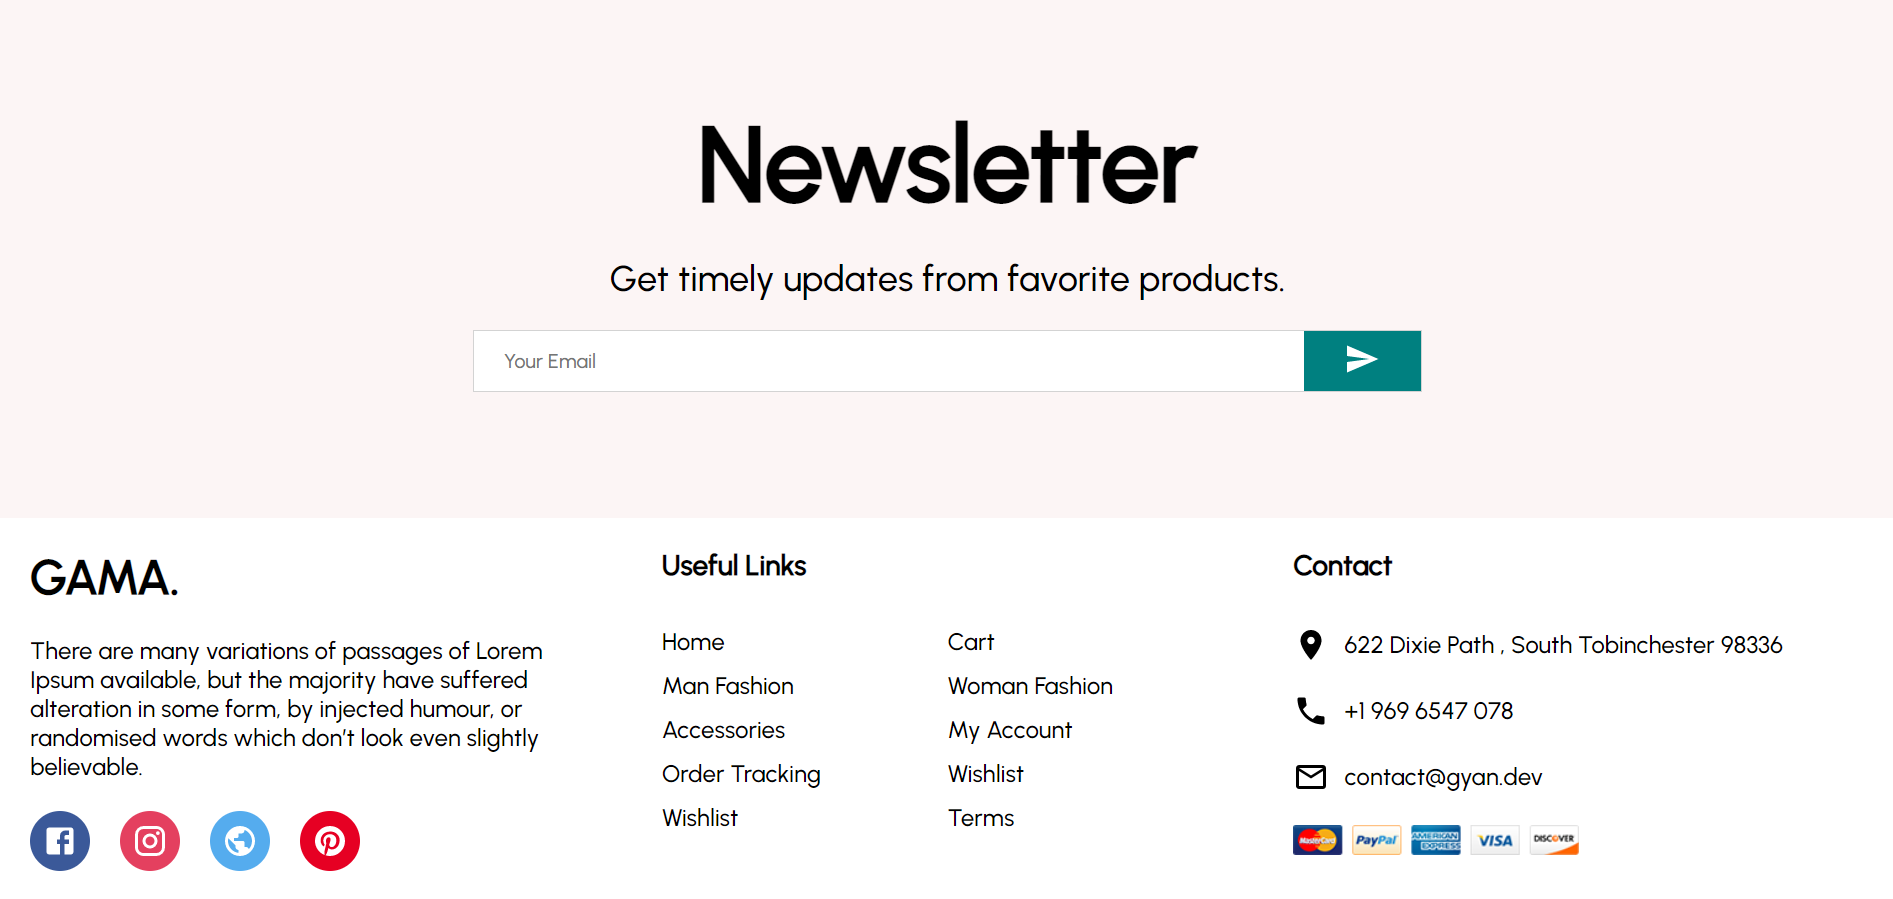 Newsletter
Get timely updates from favorite products.
Your Email
GAMA.
There are many variations of passages of Lorem
Ipsum available, but the majority have suffered
alteration in some form, by injected humour, or
randomised words which don’t look even slightly
believable.
Useful Links
Home
Man Fashion
Accessories
Order Tracking
Wishlist
Cart
Woman Fashion
My Account
Wishlist
Terms
Contact
622 Dixie Path , South Tobinchester 98336
+1 969 6547 078
contact@gyan.dev
MasterCard
PayPal
AMERICAN
EXPRESS
VISA
DISCOVER